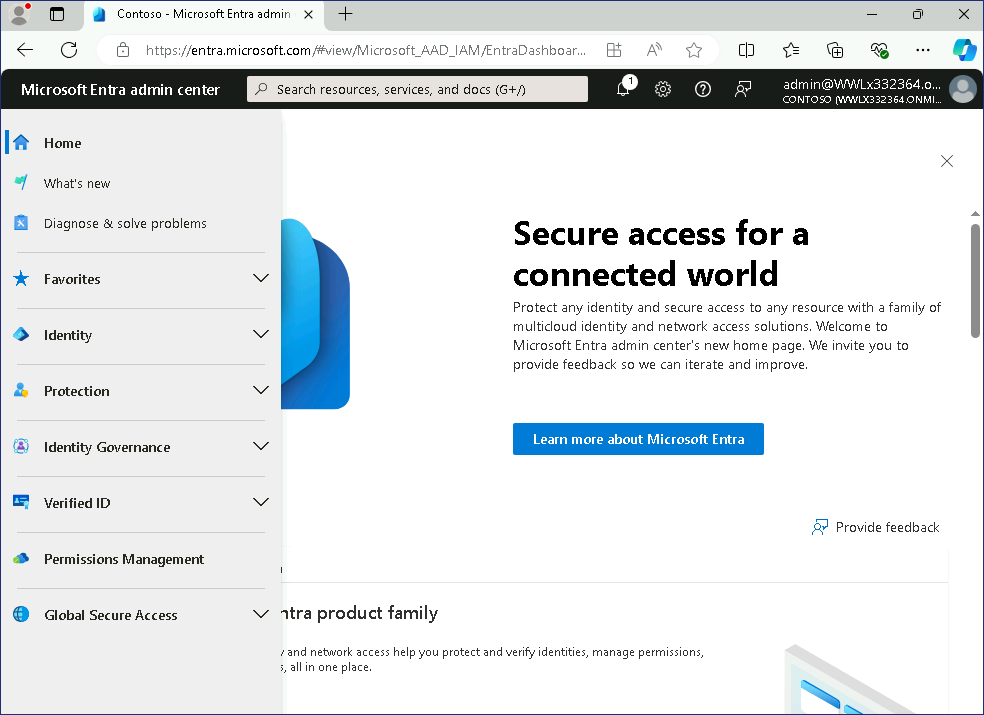 Contoso - Microsoft Entra admin
https://entra.microsoft.com/#view/Microsoft_AAD_IAM/EntraDashboar...
Microsoft Entra admin center
Search resources, services, and docs (G+/)
1
admin@WWLx332364.o...
CONTOSO (WWLX332364.ONMI...
Home
What's new
Diagnose & solve problems
Favorites
Identity
Protection
Identity Governance
Verified ID
Permissions Management
Global Secure Access
Secure access for a
connected world
Protect any identity and secure access to any resource with a family of
multicloud identity and network access solutions. Welcome to
Microsoft Entra admin center's new home page. We invite you to
provide feedback so we can iterate and improve.
Learn more about Microsoft Entra
Provide feedback
ntra product family
and network access help you protect and verify identities, manage permissions,
s, all in one place.